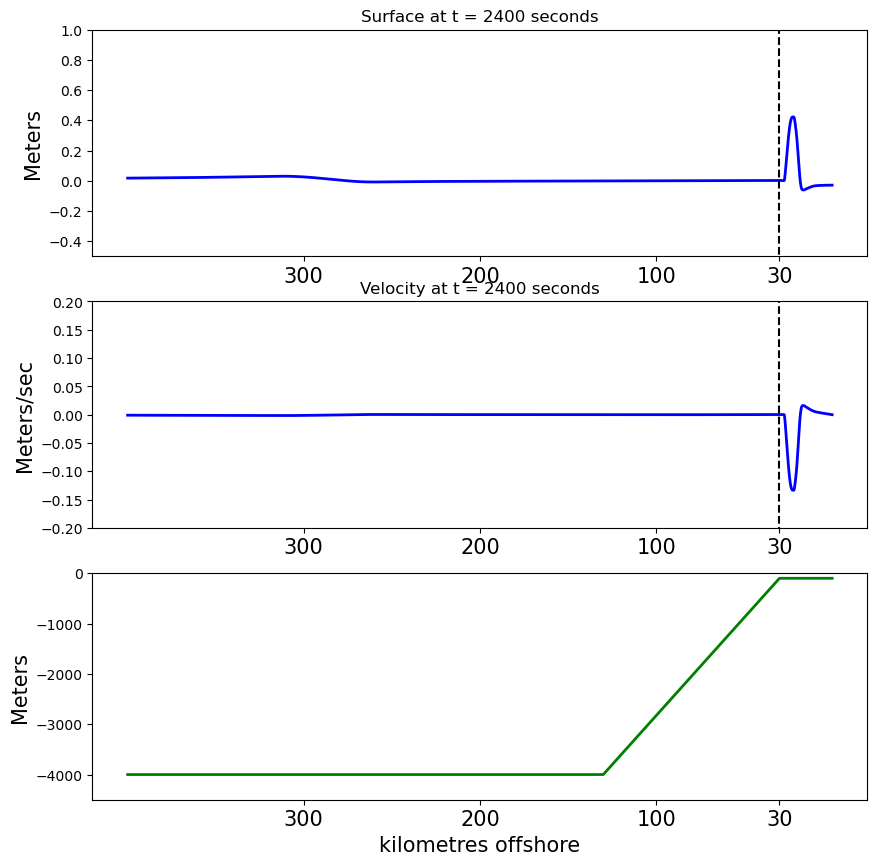 Surface at t = 2400 seconds
1.0
0.8
0.6
0.4
0.2
0.0
−0.2
−0.4
Meters
300 200 100 30
Velocity at t = 2400 seconds
0.20
0.15
0.10
0.05
0.00
−0.05
−0.10
−0.15
−0.20
Meters/sec
300 200 100 30
0
−1000
−2000
−3000
−4000
Meters
300 200 100 30
kilometres offshore